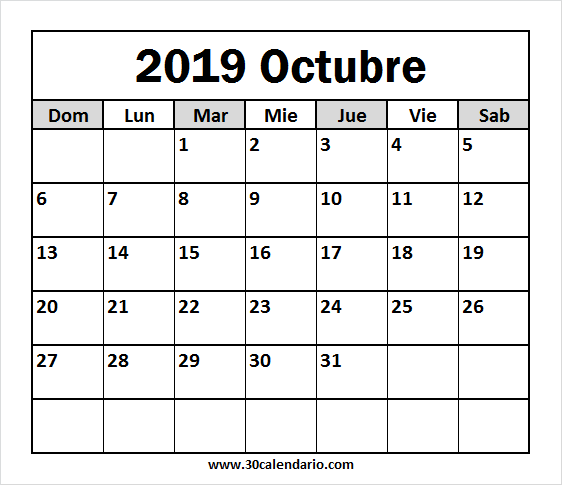 2019 Octubre
Dom Lun Mar Mie Jue Vie Sab
1 2 3 4 5
6 7 8 9 10 11 12
13 14 15 16 17 18 19
20 21 22 23 24 25 26
27 28 29 30 31
www.30calendario.com